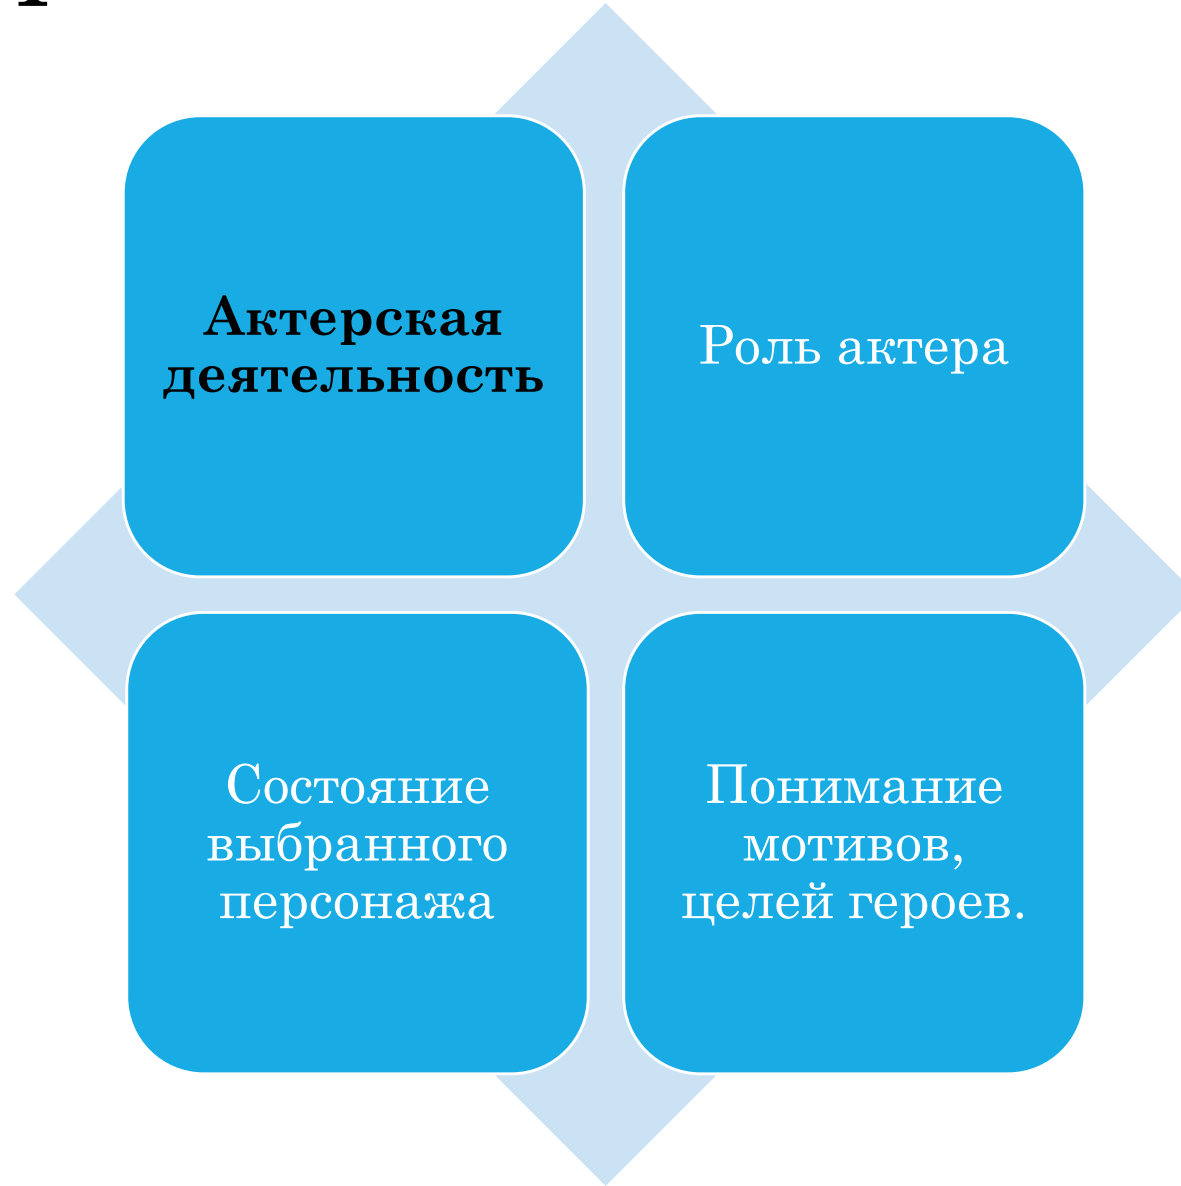 Актерская
деятельность
Роль актера
Состояние
выбранного
персонажа
Понимание
мотивов,
целей героев.